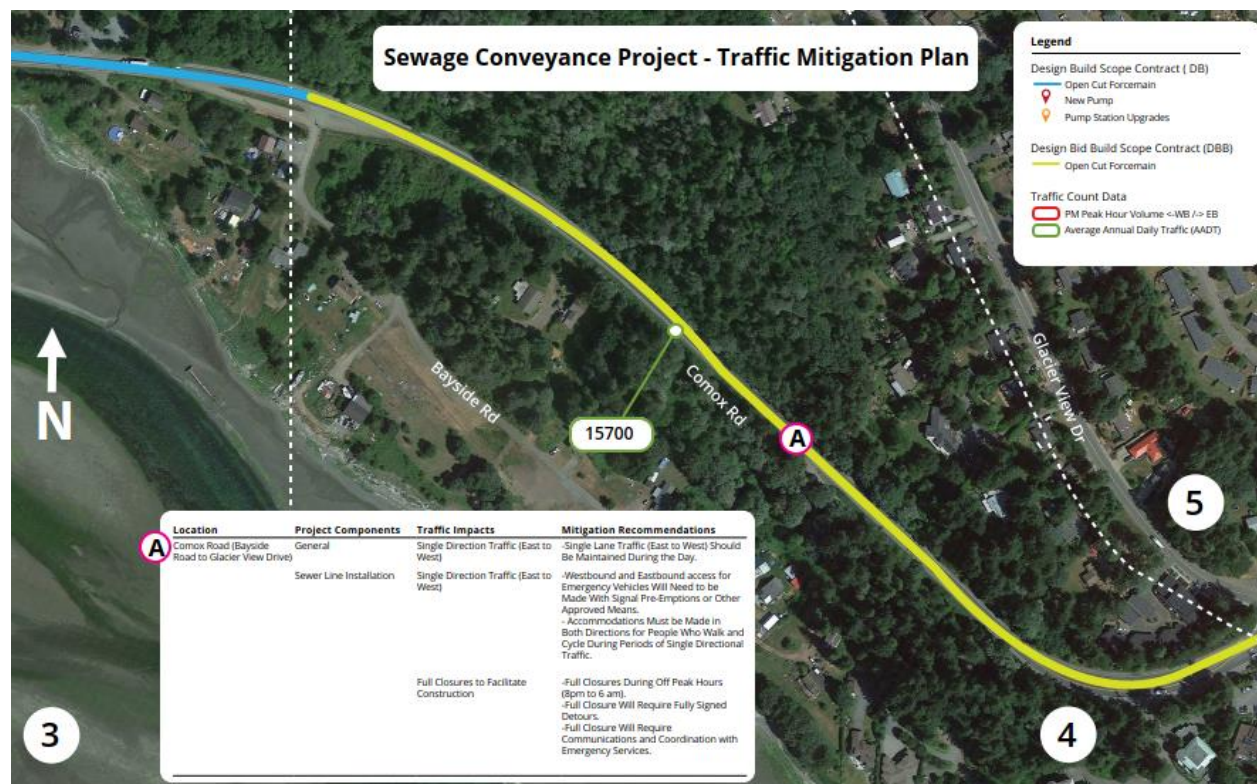 Sewage Conveyance Project - Traffic Mitigation Plan
Legend
Design Build Scope Contract ( DB)
Open Cut Forcemain
New Pump
Pump Station Upgrades
Design Bid Build Scope Contract (DBB)
Open Cut Forcemain
Traffic Count Data
PM Peak Hour Volume <-WB /-> EB
Average Annual Daily Traffic (AADT)
N
Bayside Rd
Comox Rd
Glacier View Dr
15700
A
5
4
3
A
Location Project Components Traffic Impacts Mitigation Recommendations
Comox Road (Bayside
Road to Glacier View Drive)
General
Single Direction Traffic (East to
West)
-Single Lane Traffic (East to West) Should
Be Maintained During the Day.
Sewer Line Installation
Single Direction Traffic (East to
West)
-Westbound and Eastbound access for
Emergency Vehicles Will Need to be
Made With Signal Pre-Emptions or Other
Approved Means.
- Accommodations Must be Made in
Both Directions for People Who Walk and
Cycle During Periods of Single Directional
Traffic.
Full Closures to Facilitate
Construction
-Full Closures During Off Peak Hours
(8pm to 6 am).
-Full Closure Will Require Fully Signed
Detours.
-Full Closure Will Require
Communications and Coordination with
Emergency Services.